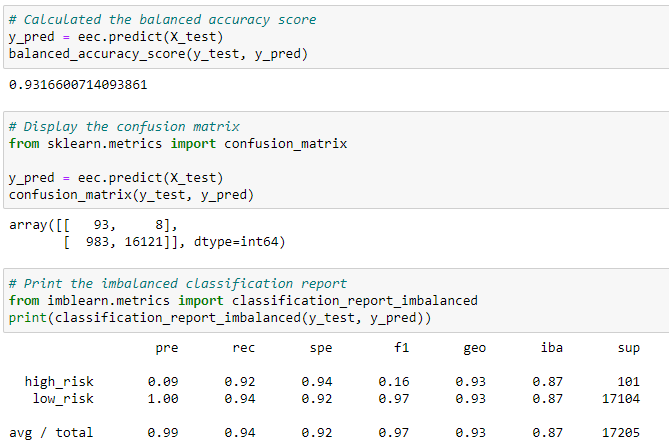 # Calculated the balanced accuracy score
y_pred = eec.predict(X_test)
balanced_accuracy_score(y_test, y_pred)
0.9316600714093861
# Display the confusion matrix
from sklearn.metrics import confusion_matrix
y_pred = eec.predict(X_test)
confusion_matrix(y_test, y_pred)
array([[   93,     8],
       [  983, 16121]], dtype=int64)
# Print the imbalanced classification report
from imblearn.metrics import classification_report_imbalanced
print(classification_report_imbalanced(y_test, y_pred))
                   pre       rec       spe        f1       geo       iba       sup
  high_risk       0.09      0.92      0.94      0.16      0.93      0.87       101
   low_risk       1.00      0.94      0.92      0.97      0.93      0.87     17104
avg / total       0.99      0.94      0.92      0.97      0.93      0.87     17205